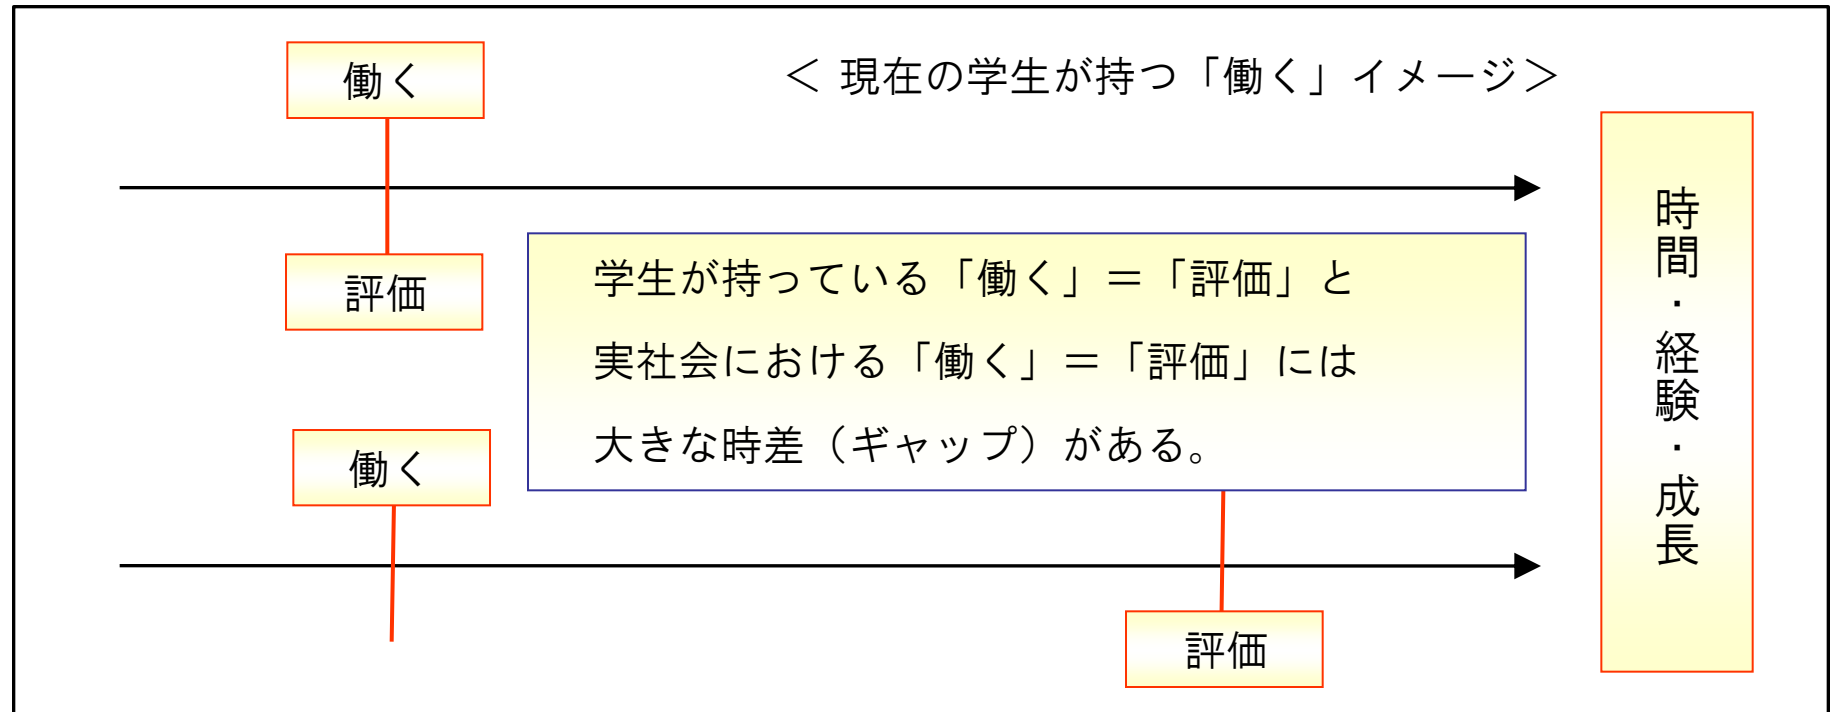 働く
＜ 現在の学生が持つ「働く」イメージ＞
評価
学生が持っている「働く」＝「評価」と
実社会における「働く」＝「評価」には
大きな時差（ギャップ）がある。
働く
評価
時間・経験・成長